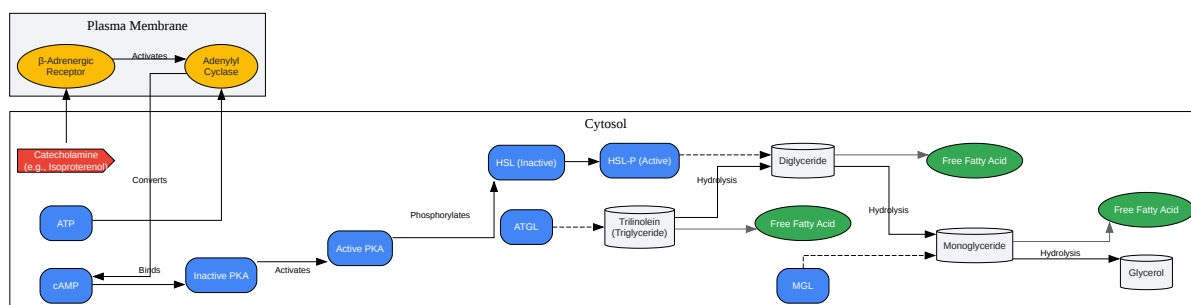 Plasma Membrane
β-Adrenergic
Receptor
Activates
Adenylyl
Cyclase
Cytosol
Catecholamine
(e.g., Isoproterenol)
Converts
ATP
cAMP
Binds
Inactive PKA
Activates
Active PKA
Phosphorylates
HSL (Inactive)
HSL-P (Active)
ATGL
Trilinolein
(Triglyceride)
Hydrolysis
Diglyceride
Free Fatty Acid
Free Fatty Acid
Hydrolysis
MGL
Monoglyceride
Hydrolysis
Free Fatty Acid
Glycerol